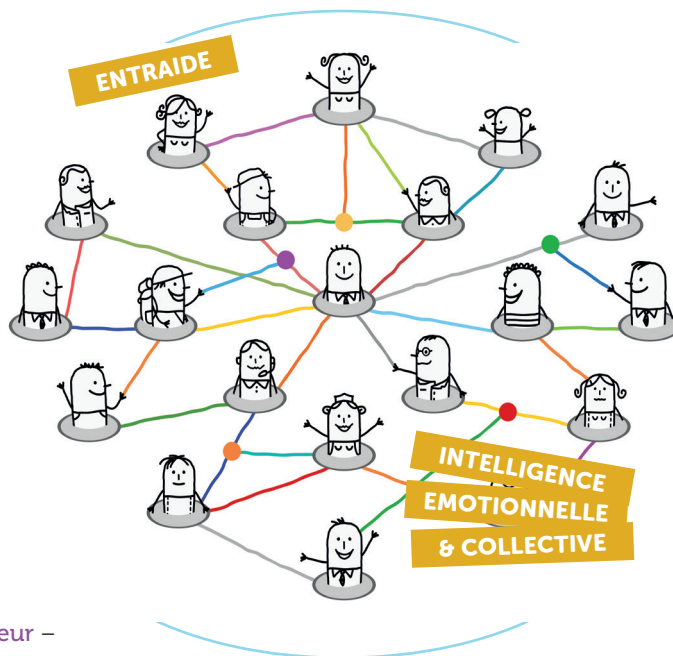 ENTRAIDE
INTELLIGENCE
EMOTIONNELLE
& COLLECTIVE
eur –